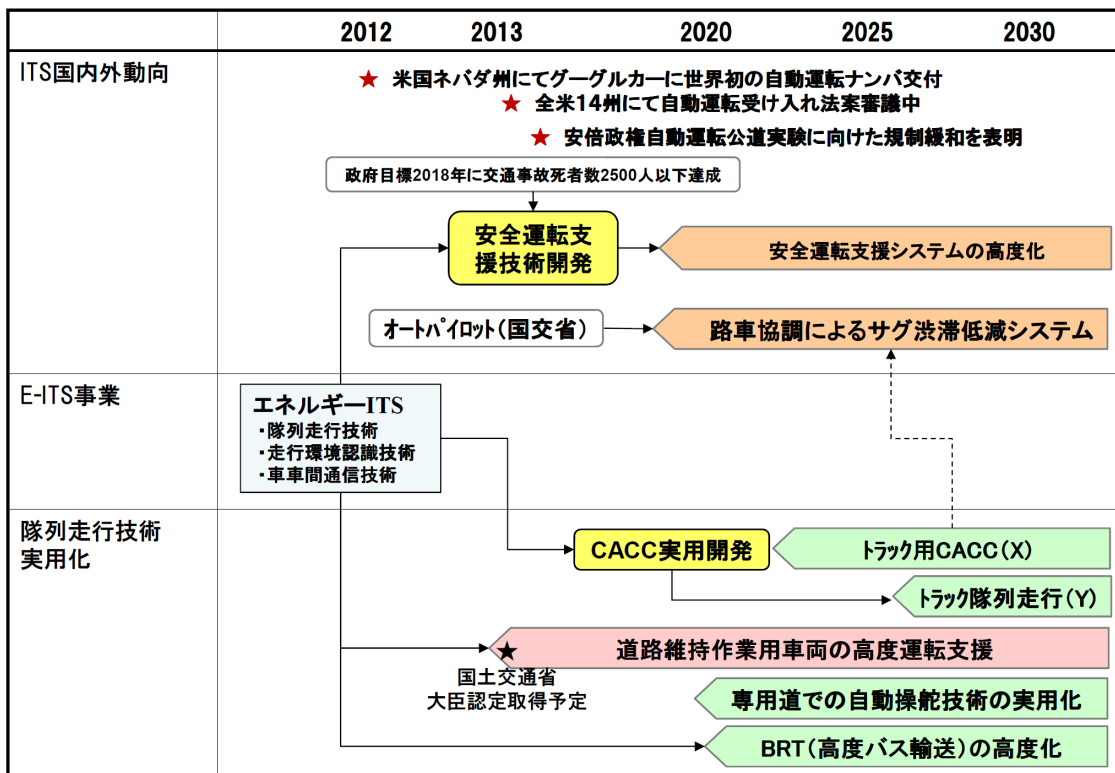 2012 2013 2020 2025 2030
ITS国内外動向
★ 米国ネバダ州にてグーグルカーに世界初の自動運転ナンバ交付
★ 全米14州にて自動運転受け入れ法案審議中
★ 安倍政権自動運転公道実験に向けた規制緩和を表明
政府目標2018年に交通事故死者数2500人以下達成
安全運転支
援技術開発
安全運転支援システムの高度化
オートパイロット(国交省)
路車協調によるサグ渋滞低減システム
E-ITS事業
エネルギーITS
・隊列走行技術
・走行環境認識技術
・車車間通信技術
隊列走行技術
実用化
CACC実用開発
トラック用CACC(X)
トラック隊列走行(Y)
★
道路維持作業用車両の高度運転支援
国土交通省
大臣認定取得予定
専用道での自動操舵技術の実用化
BRT(高度バス輸送)の高度化